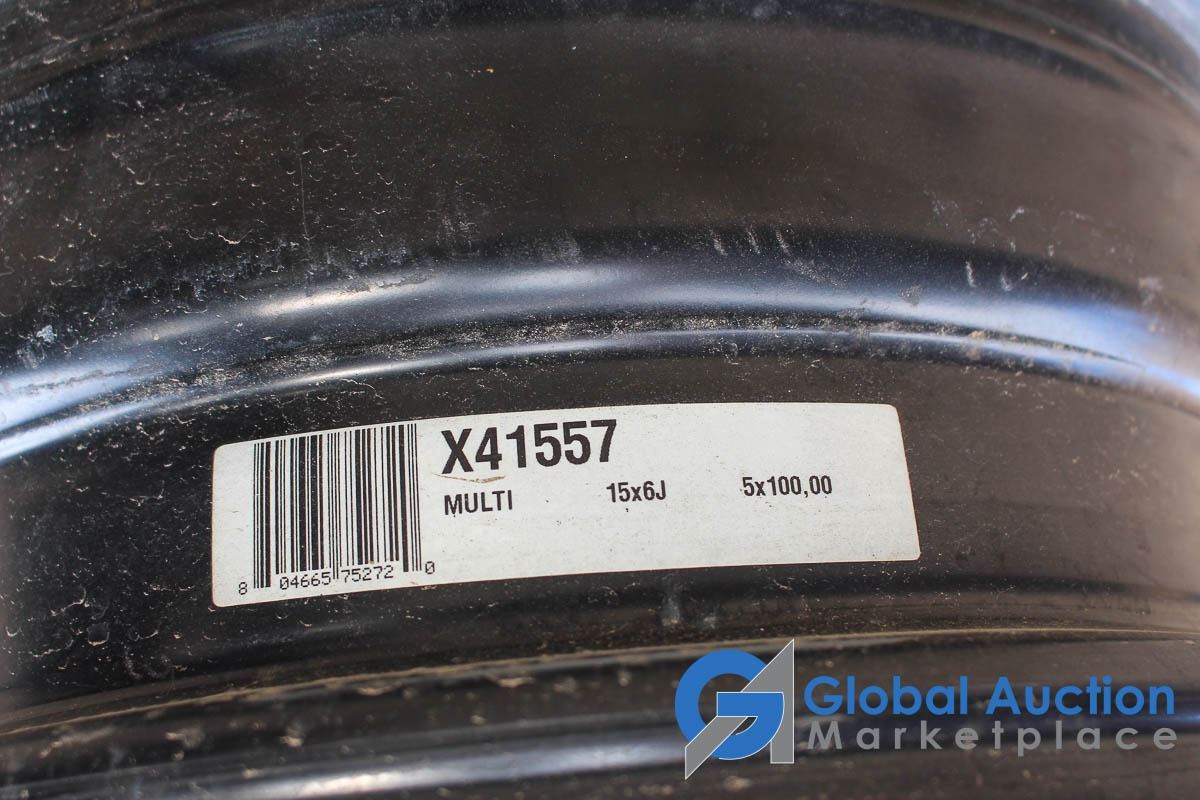 X41557
MULTI 15x6J 5x100,00
8 04665 75272 0
Global Auction
Marketplace